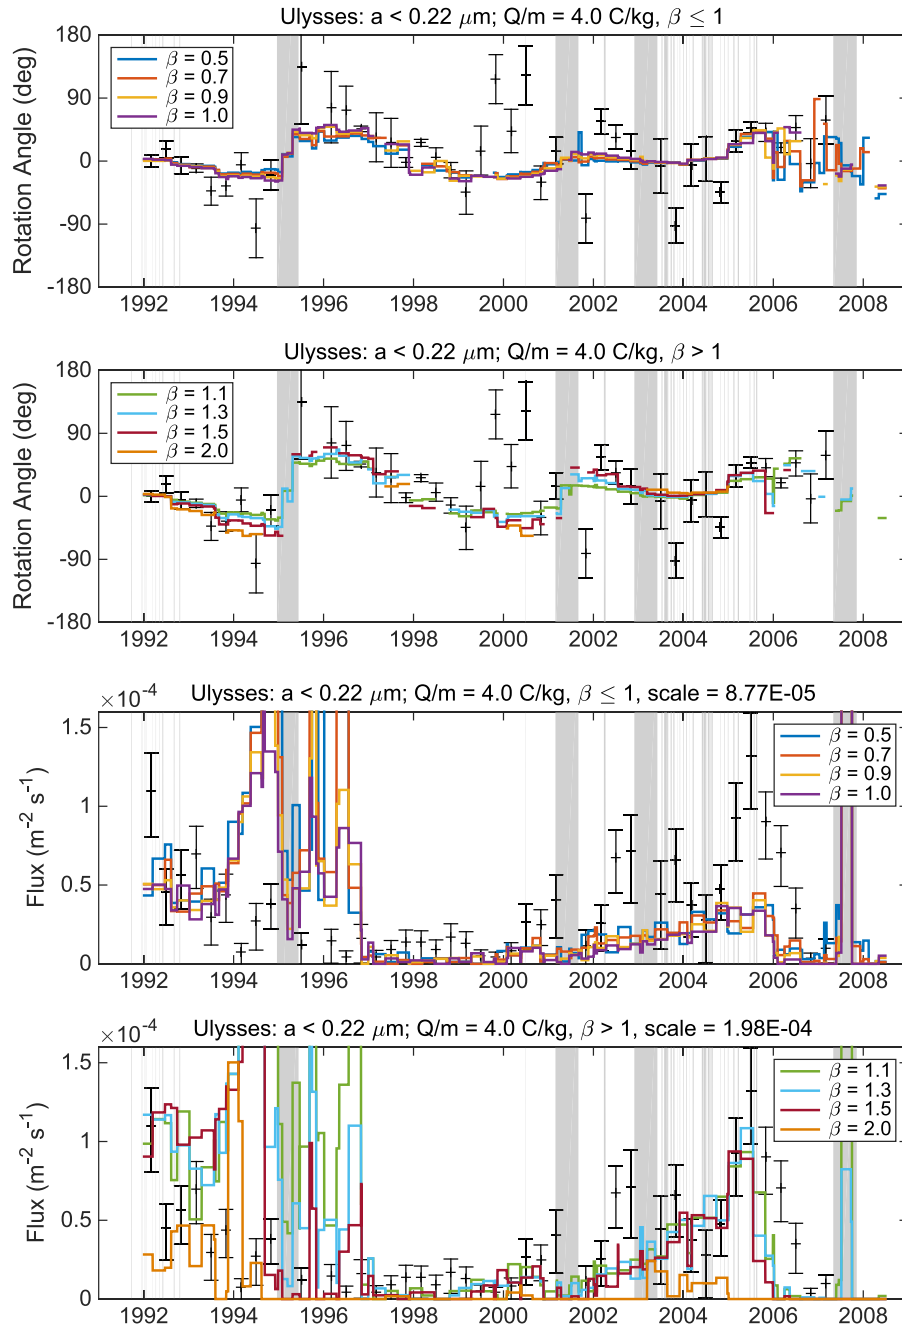 Ulysses: a < 0.22 μm; Q/m = 4.0 C/kg, β ≤ 1
Rotation Angle (deg)
180
90
0
-90
-180
β = 0.5
β = 0.7
β = 0.9
β = 1.0
1992 1994 1996 1998 2000 2002 2004 2006 2008
Ulysses: a < 0.22 μm; Q/m = 4.0 C/kg, β > 1
Rotation Angle (deg)
180
90
0
-90
-180
β = 1.1
β = 1.3
β = 1.5
β = 2.0
1992 1994 1996 1998 2000 2002 2004 2006 2008
Ulysses: a < 0.22 μm; Q/m = 4.0 C/kg, β ≤ 1, scale = 8.77E-05
×10⁻⁴
Flux (m⁻² s⁻¹)
1.5
1
0.5
0
β = 0.5
β = 0.7
β = 0.9
β = 1.0
1992 1994 1996 1998 2000 2002 2004 2006 2008
Ulysses: a < 0.22 μm; Q/m = 4.0 C/kg, β > 1, scale = 1.98E-04
×10⁻⁴
Flux (m⁻² s⁻¹)
1.5
1
0.5
0
β = 1.1
β = 1.3
β = 1.5
β = 2.0
1992 1994 1996 1998 2000 2002 2004 2006 2008